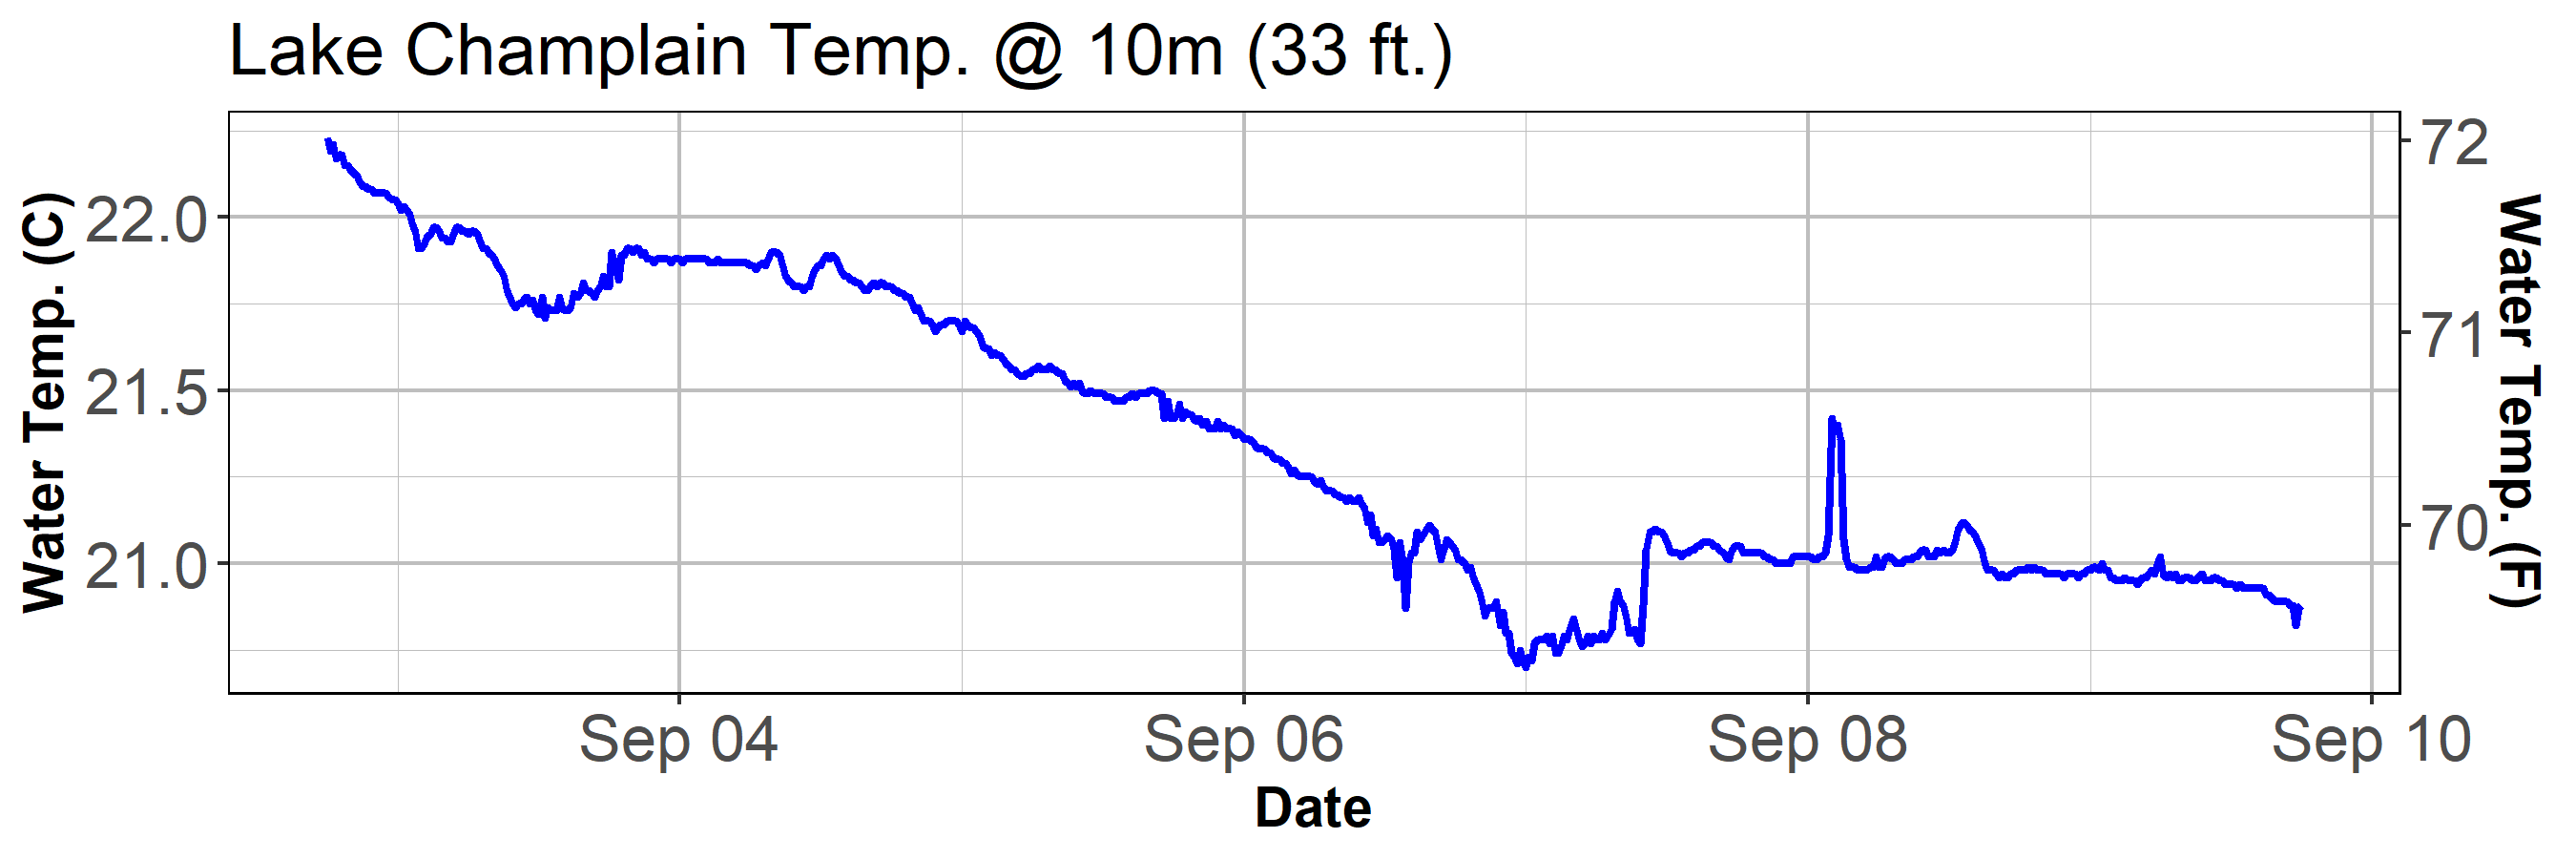 Lake Champlain Temp. @ 10m (33 ft.)
Water Temp. (C)
22.0
21.5
21.0
72
71
70
Water Temp. (F)
Sep 04 Sep 06 Sep 08 Sep 10
Date